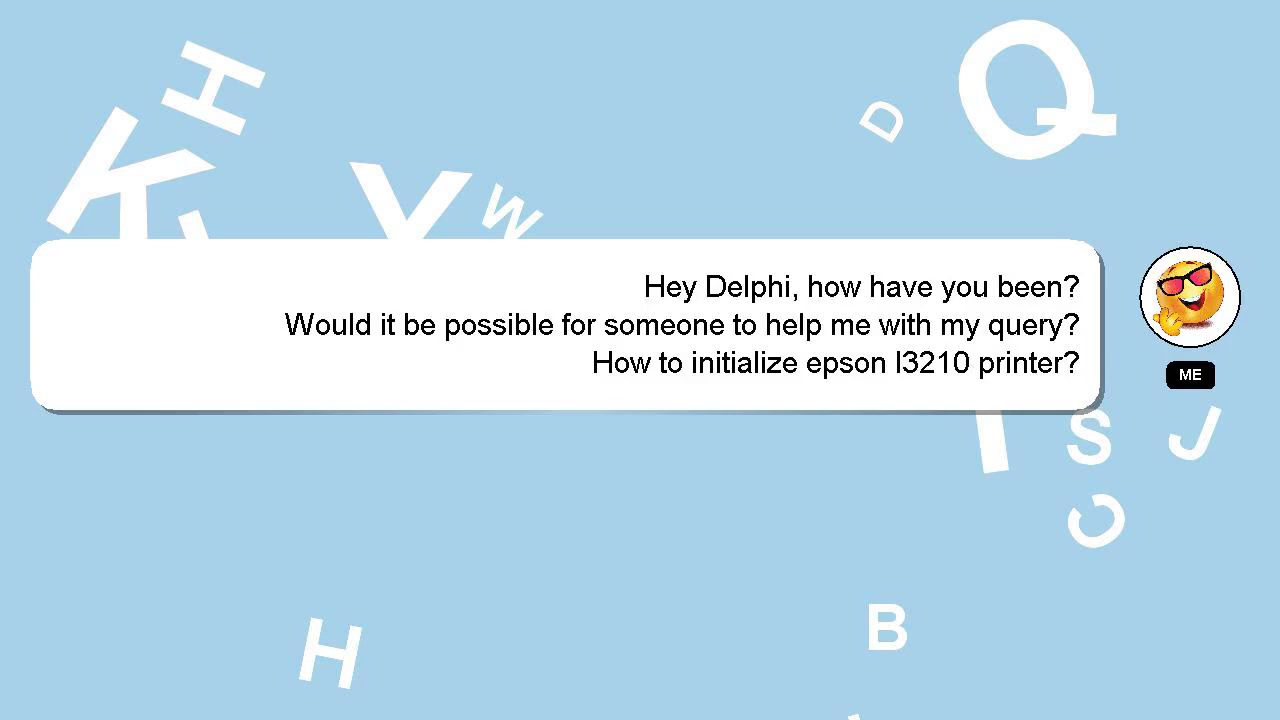 H
D
Q
K
Y
W
Hey Delphi, how have you been?
Would it be possible for someone to help me with my query?
How to initialize epson l3210 printer?
ME
S
J
C
B
H